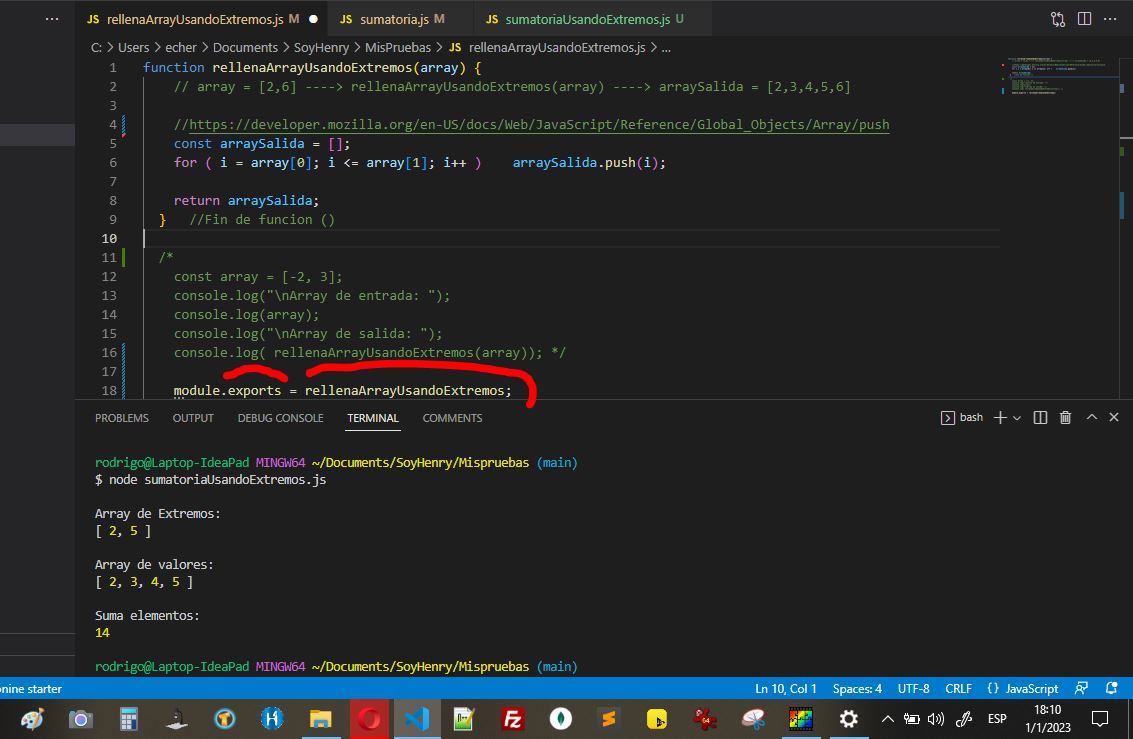 rellenaArrayUsandoExtremos.js M
JS sumatoria.js M
JS sumatoriaUsandoExtremos.js U
JS
C: > Users > echer > Documents > SoyHenry > MisPruebas > JS rellenaArrayUsandoExtremos.js > ...
1 function rellenaArrayUsandoExtremos(array) {
2 // array = [2,6] ----> rellenaArrayUsandoExtremos(array) ----> arraySalida = [2,3,4,5,6]
3
4 //https://developer.mozilla.org/en-US/docs/Web/JavaScript/Reference/Global_Objects/Array/push
5 const arraySalida = [];
6 for ( i = array[0]; i <= array[1]; i++ )    arraySalida.push(i);
7
8 return arraySalida;
9 }   //Fin de funcion ()
10
11 /*
12 const array = [-2, 3];
13 console.log("\nArray de entrada: ");
14 console.log(array);
15 console.log("\nArray de salida: ");
16 console.log( rellenaArrayUsandoExtremos(array)); */
17
18 module.exports = rellenaArrayUsandoExtremos;
PROBLEMS OUTPUT DEBUG CONSOLE TERMINAL COMMENTS bash
rodrigo@Laptop-IdeaPad MINGW64 ~/Documents/SoyHenry/Mispruebas (main)
$ node sumatoriaUsandoExtremos.js
Array de Extremos:
[ 2, 5 ]
Array de valores:
[ 2, 3, 4, 5 ]
Suma elementos:
14
rodrigo@Laptop-IdeaPad MINGW64 ~/Documents/SoyHenry/Mispruebas (main)
nine starter Ln 10, Col 1 Spaces: 4 UTF-8 CRLF {} JavaScript
ESP
18:10
1/1/2023